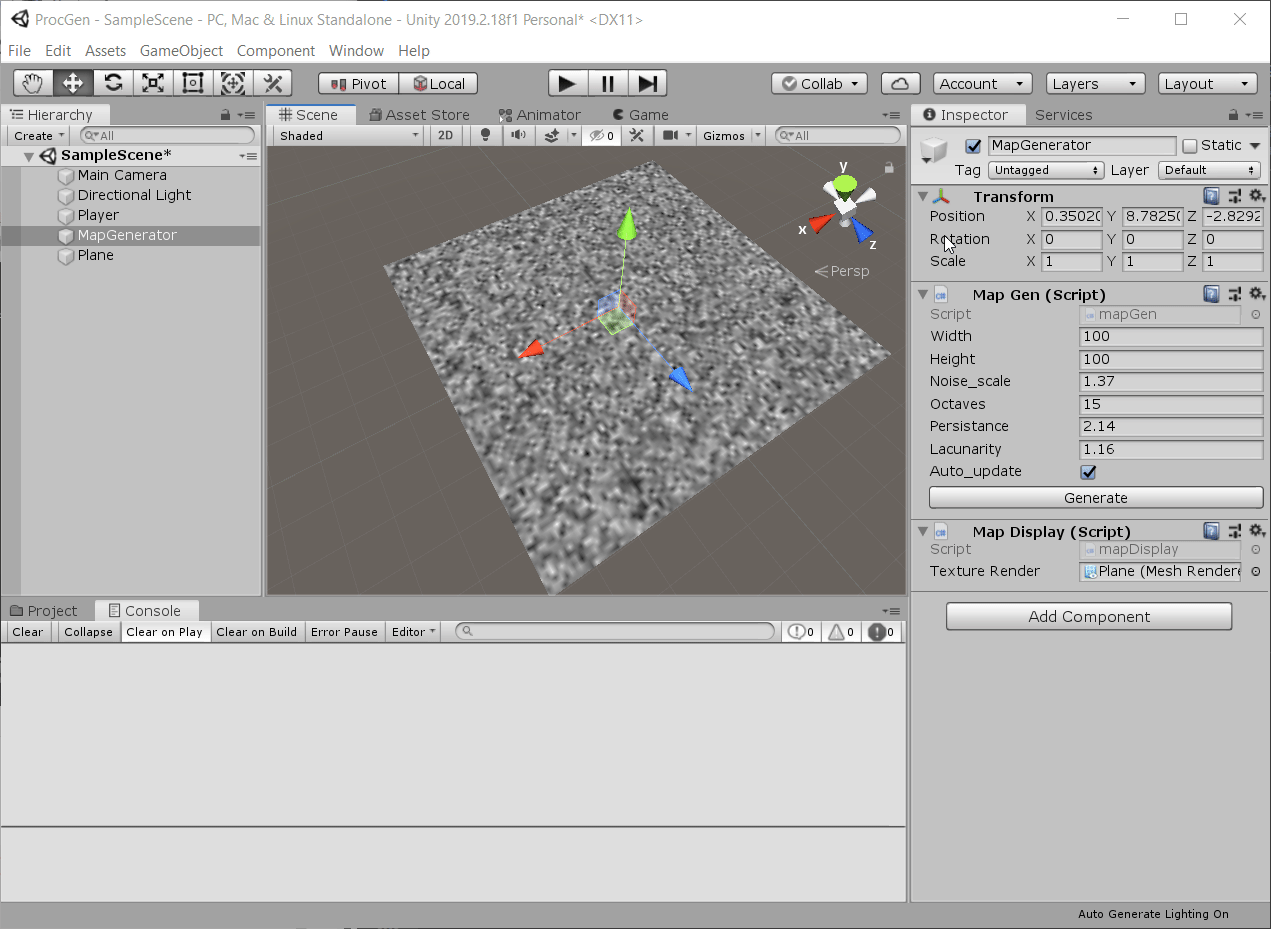 ProcGen - SampleScene - PC, Mac & Linux Standalone - Unity 2019.2.18f1 Personal* <DX11>
File Edit Assets GameObject Component Window Help
Pivot Local Collab Account Layers Layout
Hierarchy
Create All
SampleScene*
Main Camera
Directional Light
Player
MapGenerator
Plane
Scene Asset Store Animator Game
Shaded 2D 0 Gizmos All
y
x
z
Persp
Inspector Services
MapGenerator Static
Tag Untagged Layer Default
Transform
Position X 0.3502 Y 8.7825 Z -2.8292
Rotation X 0 Y 0 Z 0
Scale X 1 Y 1 Z 1
Map Gen (Script)
Script mapGen
Width 100
Height 100
Noise_scale 1.37
Octaves 15
Persistance 2.14
Lacunarity 1.16
Auto_update
Generate
Map Display (Script)
Script mapDisplay
Texture Render Plane (Mesh Rendere
Add Component
Project Console
Clear Collapse Clear on Play Clear on Build Error Pause Editor 0 0 0
Auto Generate Lighting On